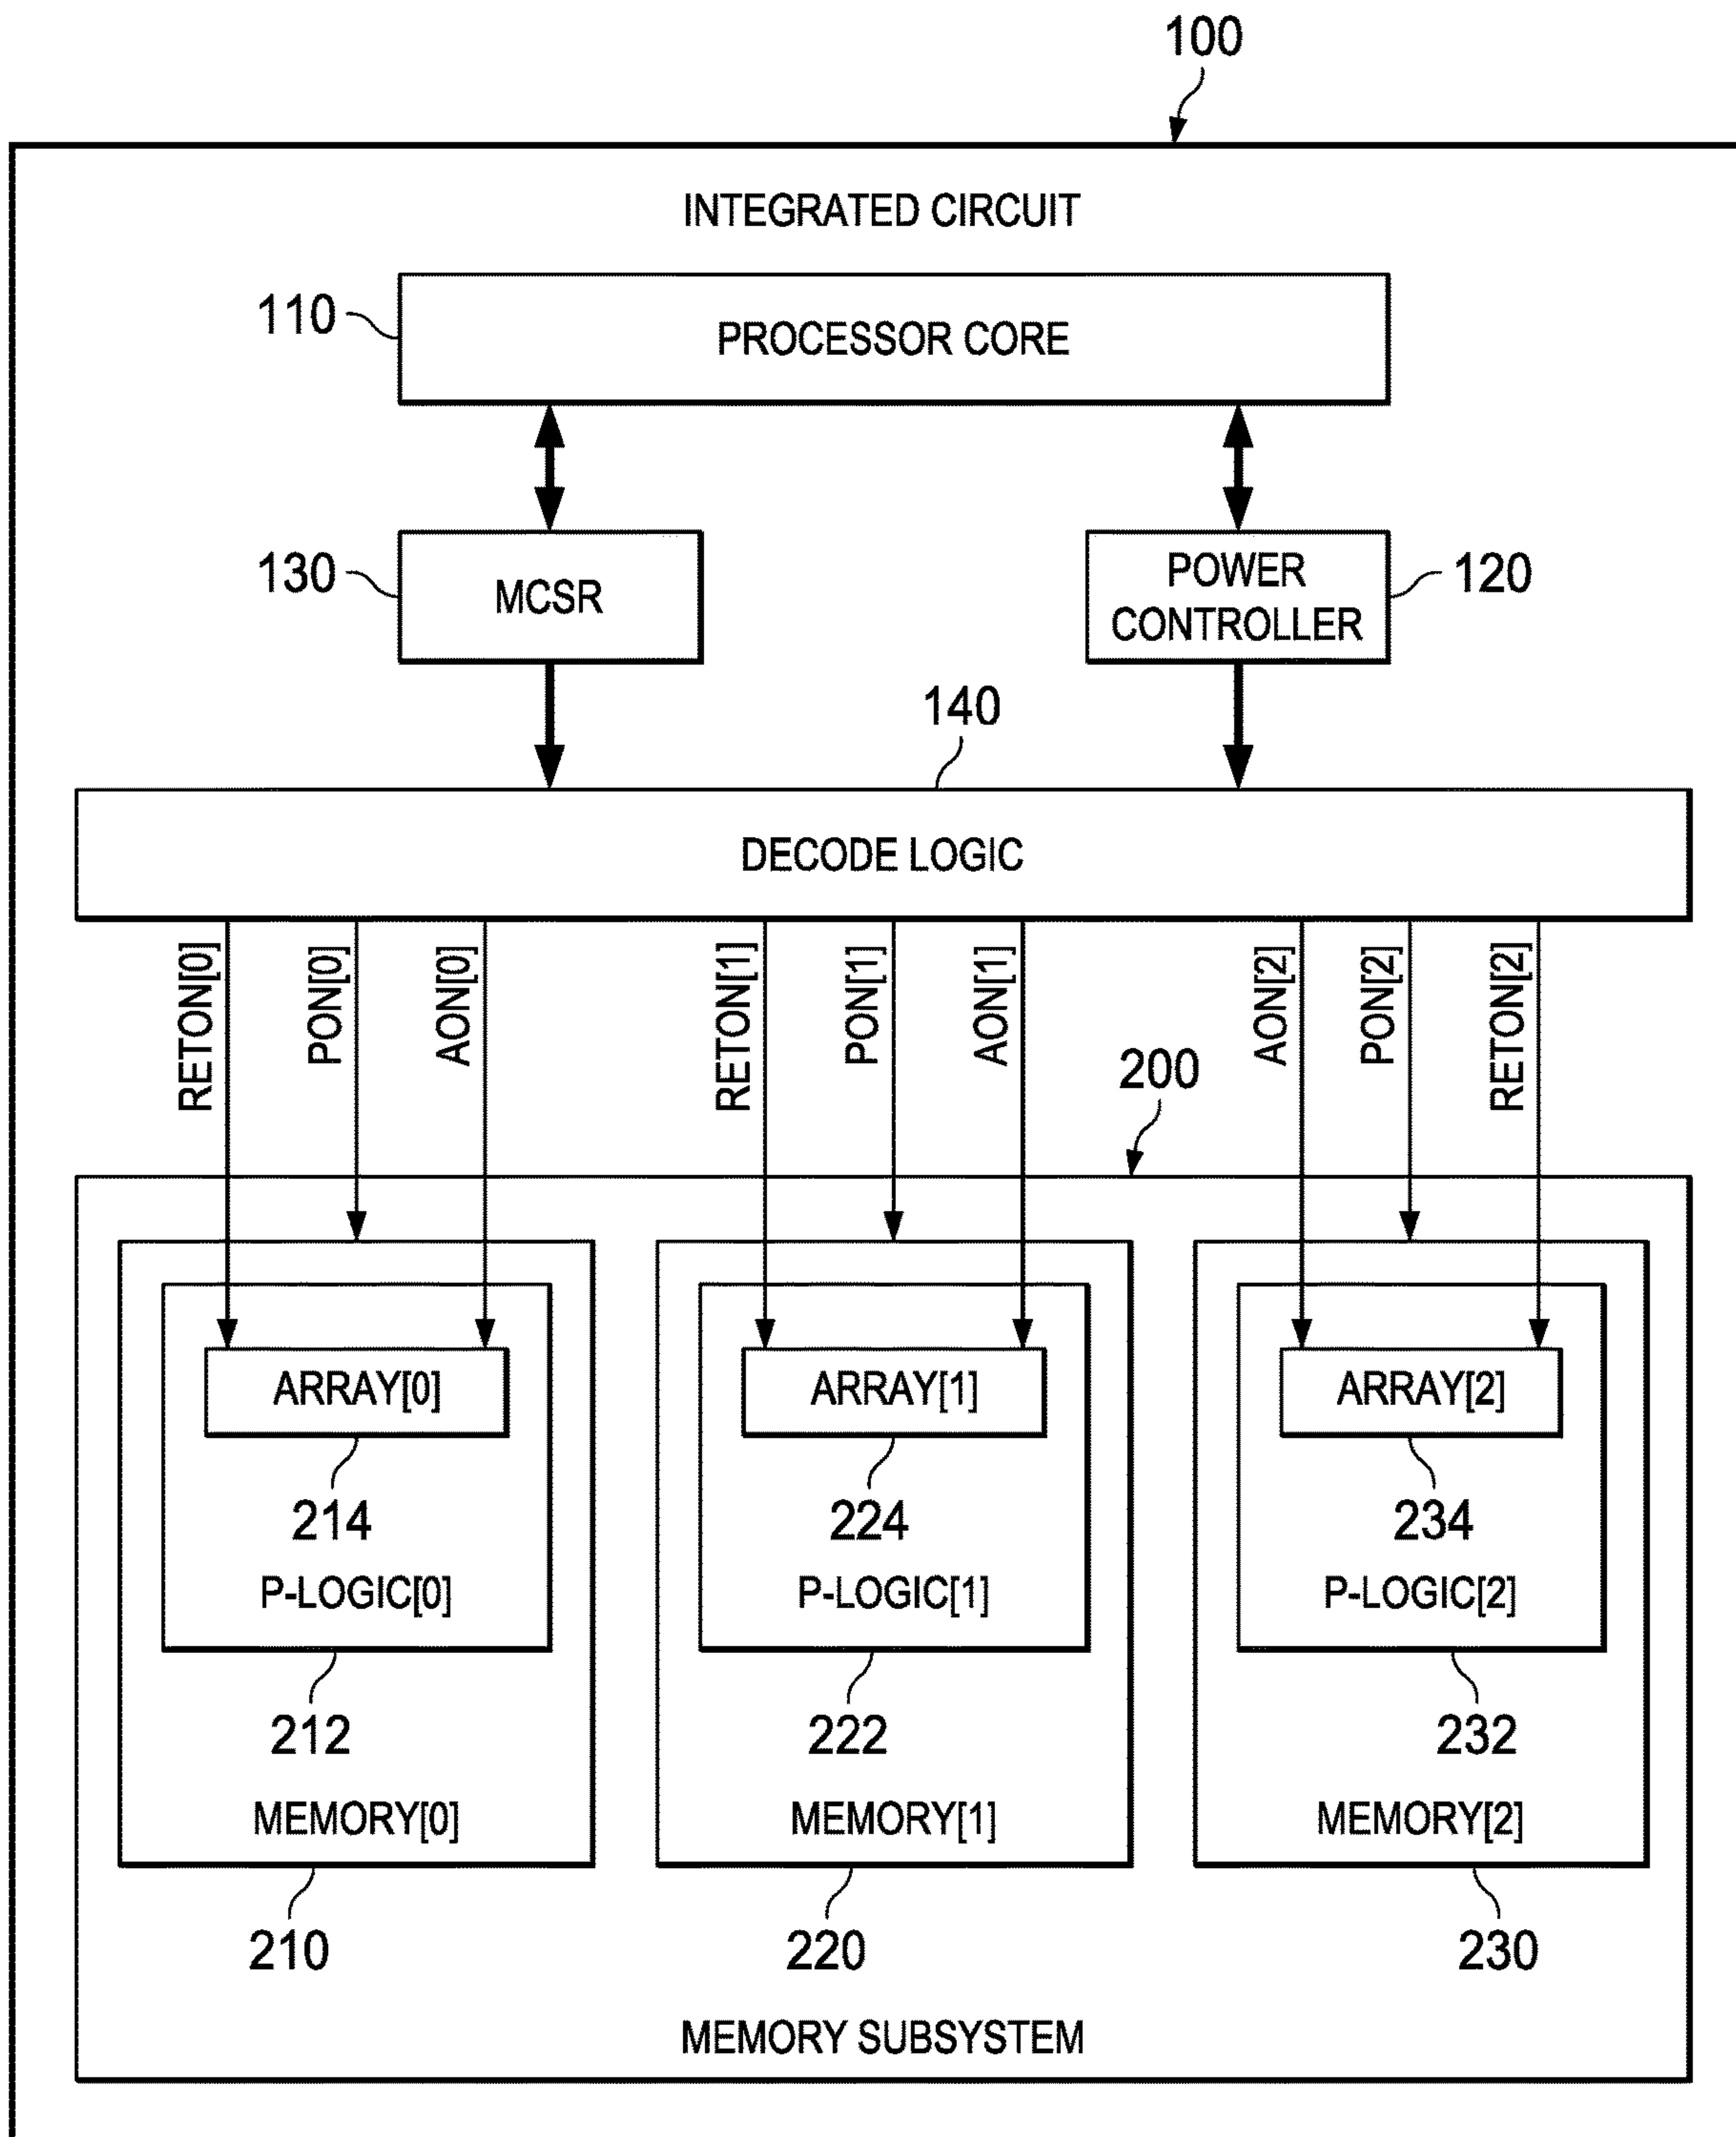 100
INTEGRATED CIRCUIT
110
PROCESSOR CORE
130
MCSR
POWER
CONTROLLER
120
140
DECODE LOGIC
RETON[0]
PON[0]
AON[0]
RETON[1]
PON[1]
AON[1]
AON[2]
PON[2]
RETON[2]
200
ARRAY[0]
ARRAY[1]
ARRAY[2]
214
224
234
P-LOGIC[0]
P-LOGIC[1]
P-LOGIC[2]
212
222
232
MEMORY[0]
MEMORY[1]
MEMORY[2]
210
220
230
MEMORY SUBSYSTEM